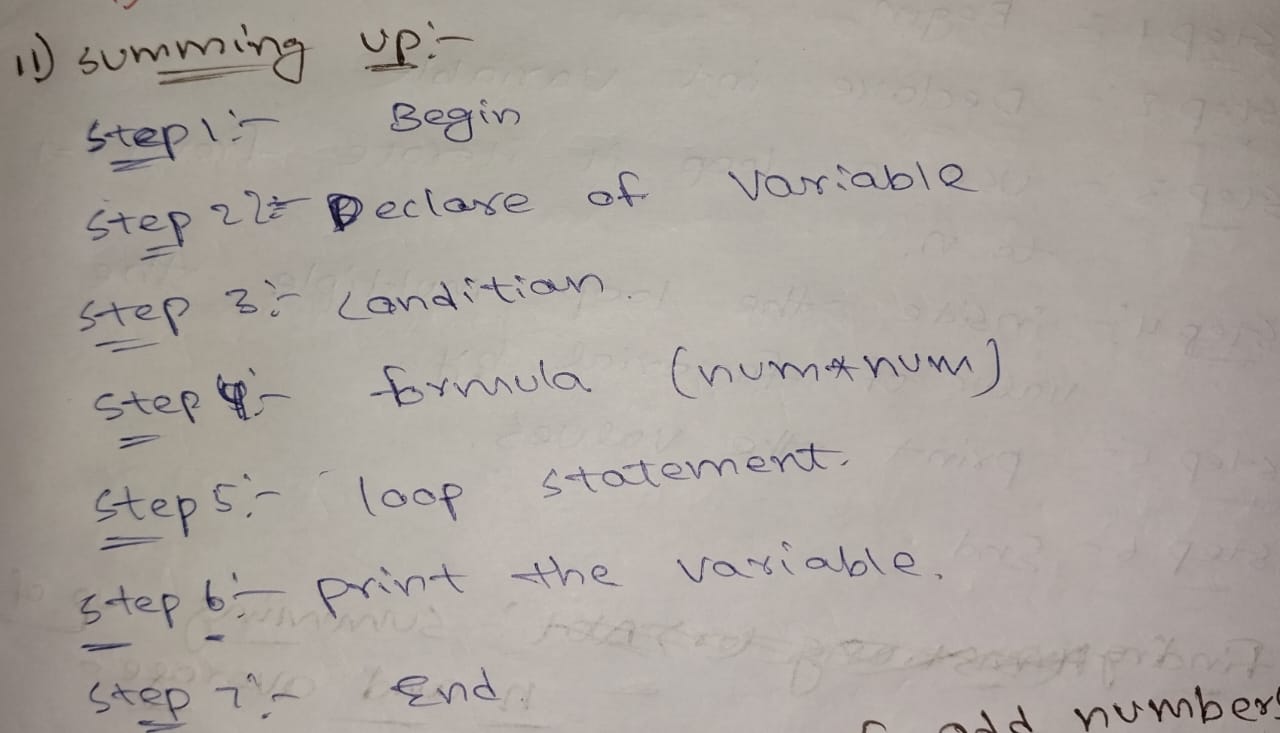 11) summing up:-
Step 1:- Begin
Step 2:- Declare of Variable
Step 3:- Condition.
Step 4:- formula (num*num)
Step 5:- loop statement.
Step 6:- print the variable.
Step 7:- End.
odd numbers